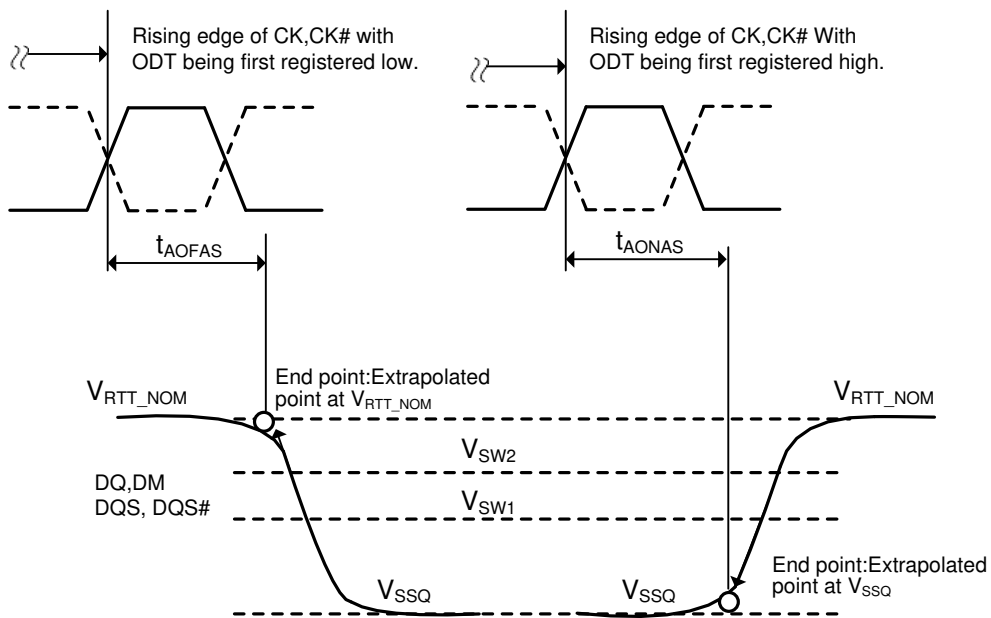 Rising edge of CK,CK# with
ODT being first registered low.
Rising edge of CK,CK# With
ODT being first registered high.
tAOFAS
tAONAS
End point:Extrapolated
point at VRTT_NOM
VRTT_NOM
VRTT_NOM
VSW2
DQ,DM
DQS, DQS#
VSW1
End point:Extrapolated
point at VSSQ
VSSQ
VSSQ